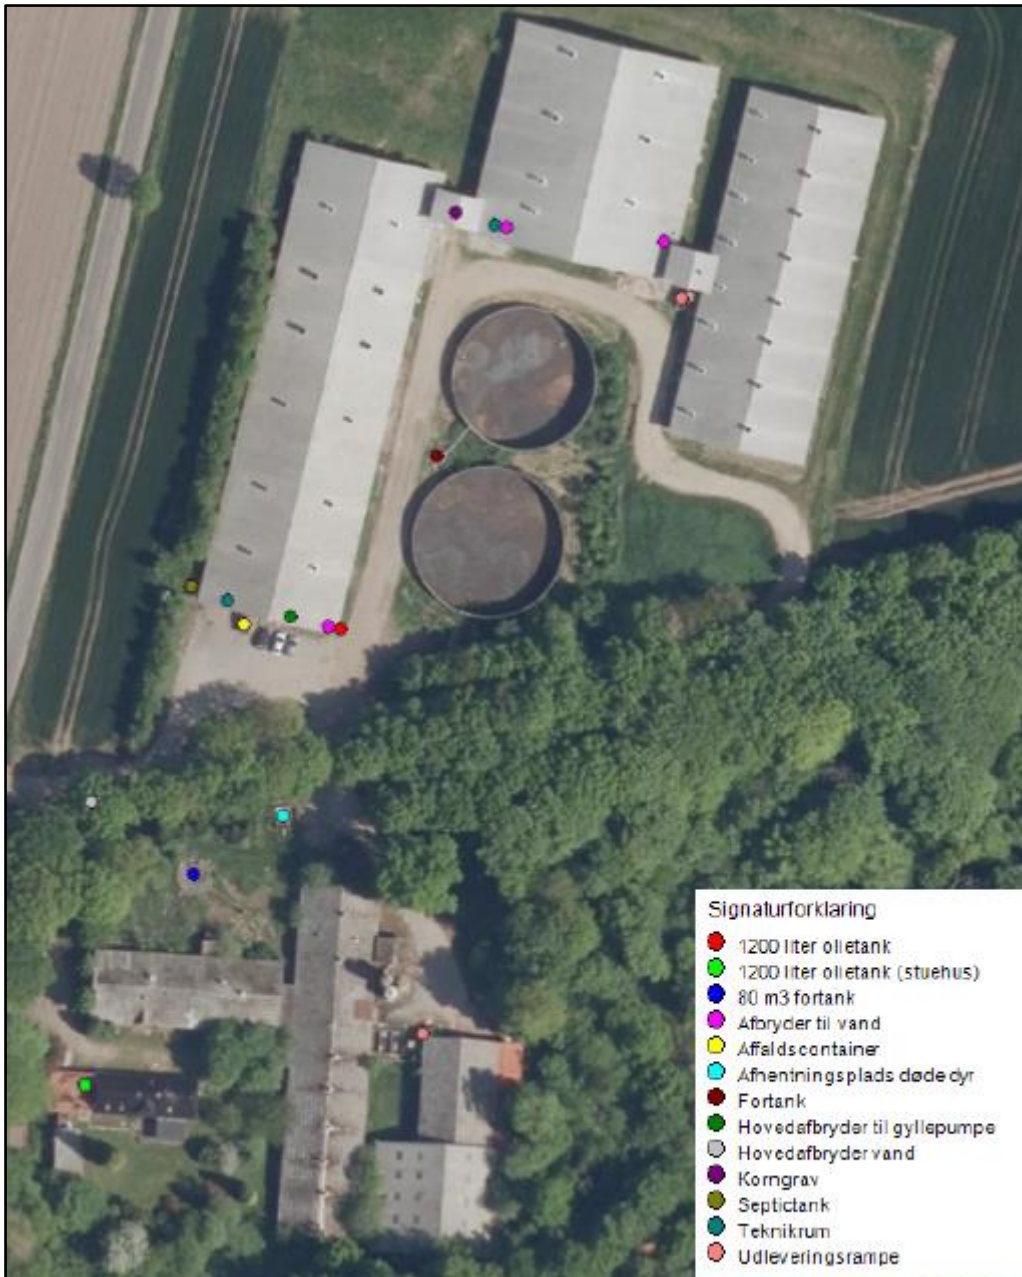 Signaturforklaring
1200 liter olietank
1200 liter olietank (stuehus)
80 m3 fortank
Afbryder til vand
Affaldscontainer
Afhentningsplads døde dyr
Fortank
Hovedafbryder til gyllepumpe
Hovedafbryder vand
Korngrav
Septictank
Teknikrum
Udleveringsrampe